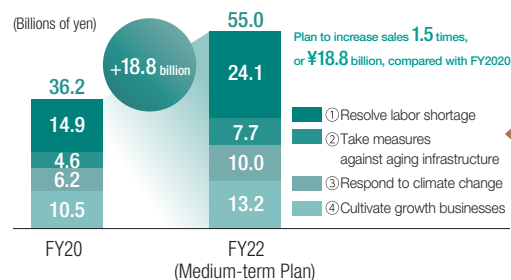 (Billions of yen)
55.0
Plan to increase sales 1.5 times,
or ¥18.8 billion, compared with FY2020
+18.8 billion
36.2
24.1
14.9
①Resolve labor shortage
7.7
②Take measures
against aging infrastructure
4.6
10.0
6.2
③Respond to climate change
10.5
13.2
④Cultivate growth businesses
FY20
FY22
(Medium-term Plan)